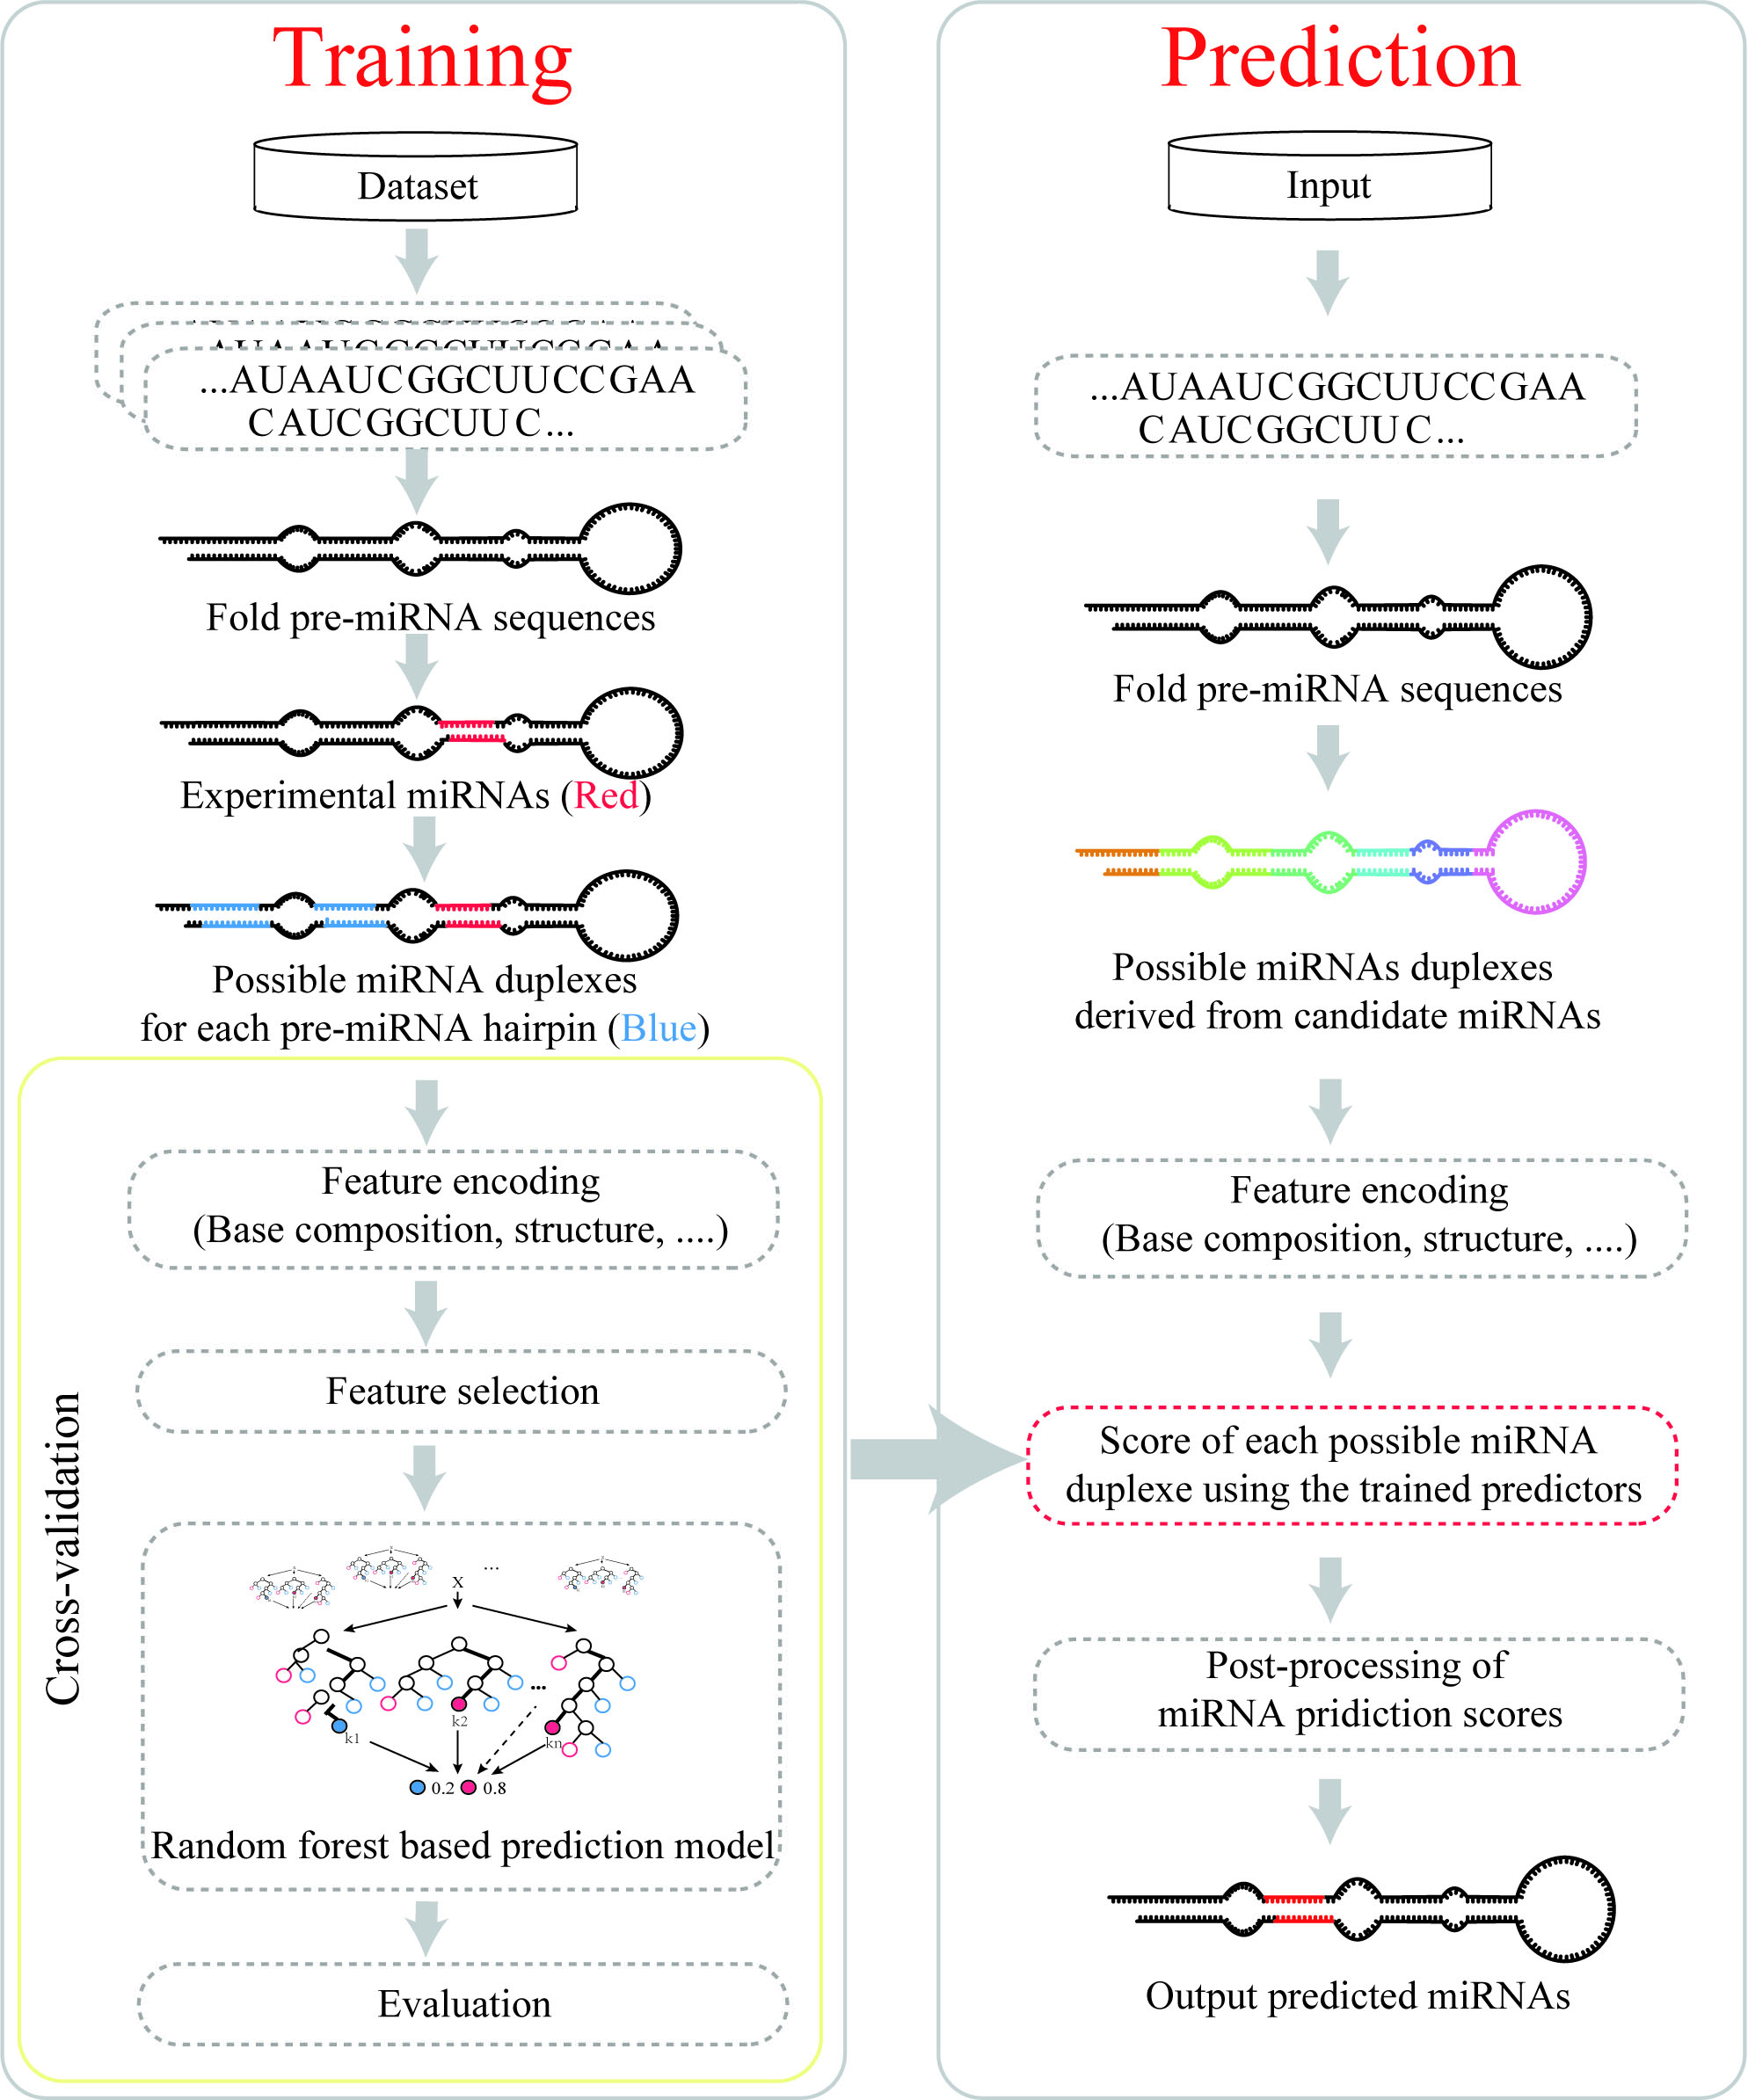 Training
Dataset
...AUAAUCGGCUUCCGAA
CAUCGGCUUC...
Fold pre-miRNA sequences
Experimental miRNAs (Red)
Possible miRNA duplexes
for each pre-miRNA hairpin (Blue)
Cross-validation
Feature encoding
(Base composition, structure, ....)
Feature selection
...
X
...
k1
k2
kn
0.2
0.8
Random forest based prediction model
Evaluation
Prediction
Input
...AUAAUCGGCUUCCGAA
CAUCGGCUUC...
Fold pre-miRNA sequences
Possible miRNAs duplexes
derived from candidate miRNAs
Feature encoding
(Base composition, structure, ....)
Score of each possible miRNA
duplexe using the trained predictors
Post-processing of
miRNA pridiction scores
Output predicted miRNAs